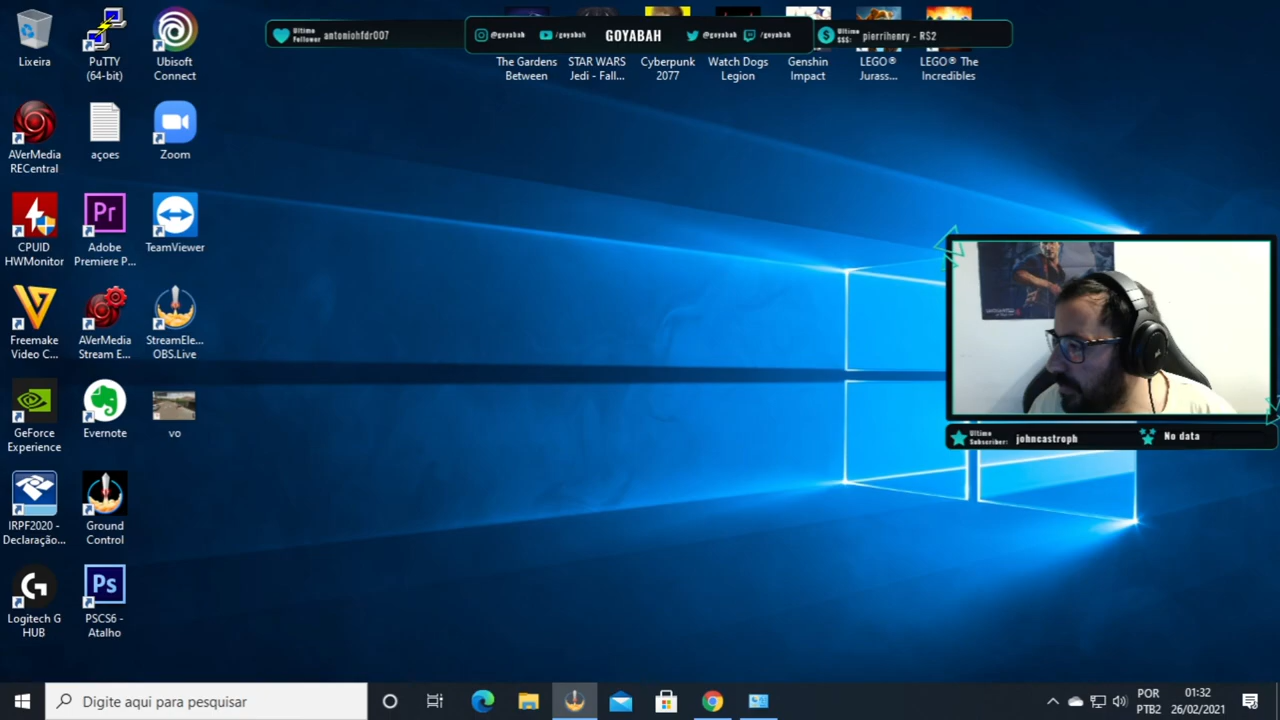 Ultimo
Follower
antoniohfdr007
@goyabah
/goyabah
GOYABAH
@goyabah
/goyabah
Ultimo
$$$:
pierrihenry - RS2
Lixeira
PuTTY
(64-bit)
Ubisoft
Connect
The Gardens
Between
STAR WARS
Jedi - Fall...
Cyberpunk
2077
Watch Dogs
Legion
Genshin
Impact
LEGO®
Jurass...
LEGO® The
Incredibles
AVerMedia
RECentral
açoes
Zoom
CPUID
HWMonitor
Pr
Adobe
Premiere P...
TeamViewer
Freemake
Video C...
AVerMedia
Stream E...
StreamEle...
OBS.Live
GeForce
Experience
Evernote
vo
Ultimo
Subscriber:
johncastroph
No data
IRPF2020 -
Declaração...
Ground
Control
Logitech G
HUB
Ps
PSCS6 -
Atalho
Digite aqui para pesquisar
POR
PTB2
01:32
26/02/2021